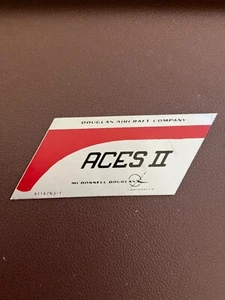 DOUGLAS AIRCRAFT COMPANY
ACES II
MCDONNELL DOUGLAS